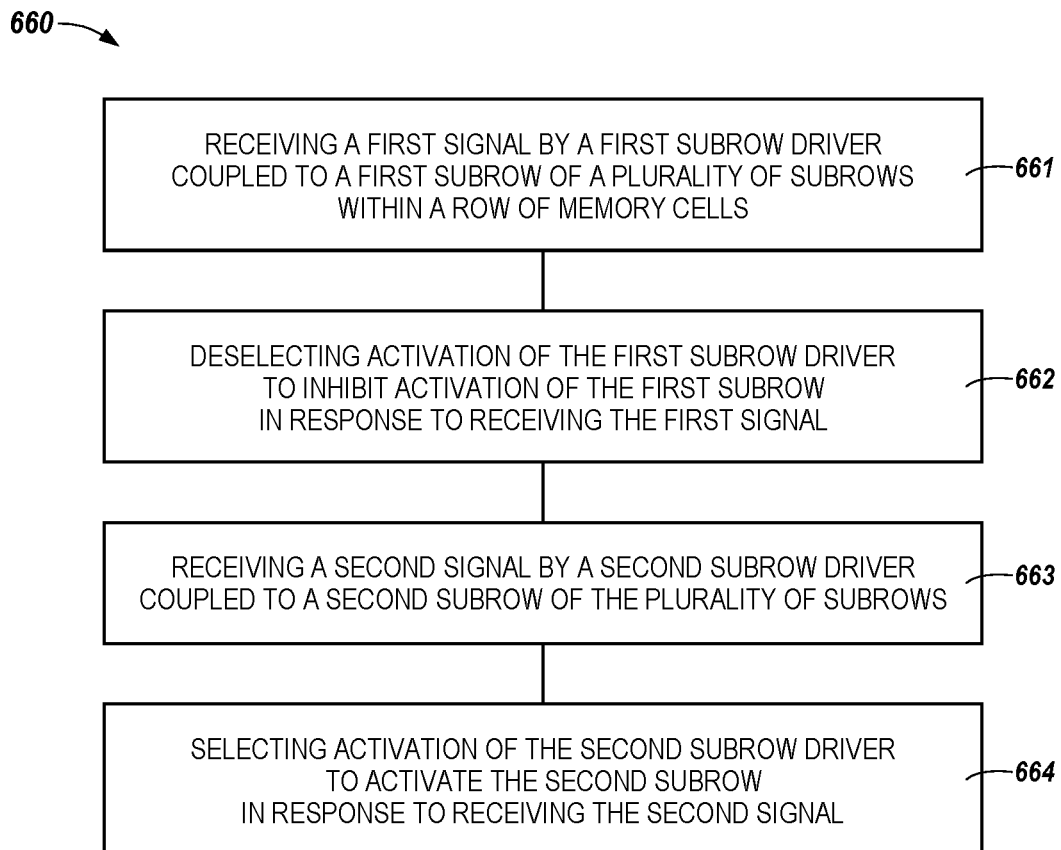 660
RECEIVING A FIRST SIGNAL BY A FIRST SUBROW DRIVER
COUPLED TO A FIRST SUBROW OF A PLURALITY OF SUBROWS
WITHIN A ROW OF MEMORY CELLS
661
DESELECTING ACTIVATION OF THE FIRST SUBROW DRIVER
TO INHIBIT ACTIVATION OF THE FIRST SUBROW
IN RESPONSE TO RECEIVING THE FIRST SIGNAL
662
RECEIVING A SECOND SIGNAL BY A SECOND SUBROW DRIVER
COUPLED TO A SECOND SUBROW OF THE PLURALITY OF SUBROWS
663
SELECTING ACTIVATION OF THE SECOND SUBROW DRIVER
TO ACTIVATE THE SECOND SUBROW
IN RESPONSE TO RECEIVING THE SECOND SIGNAL
664